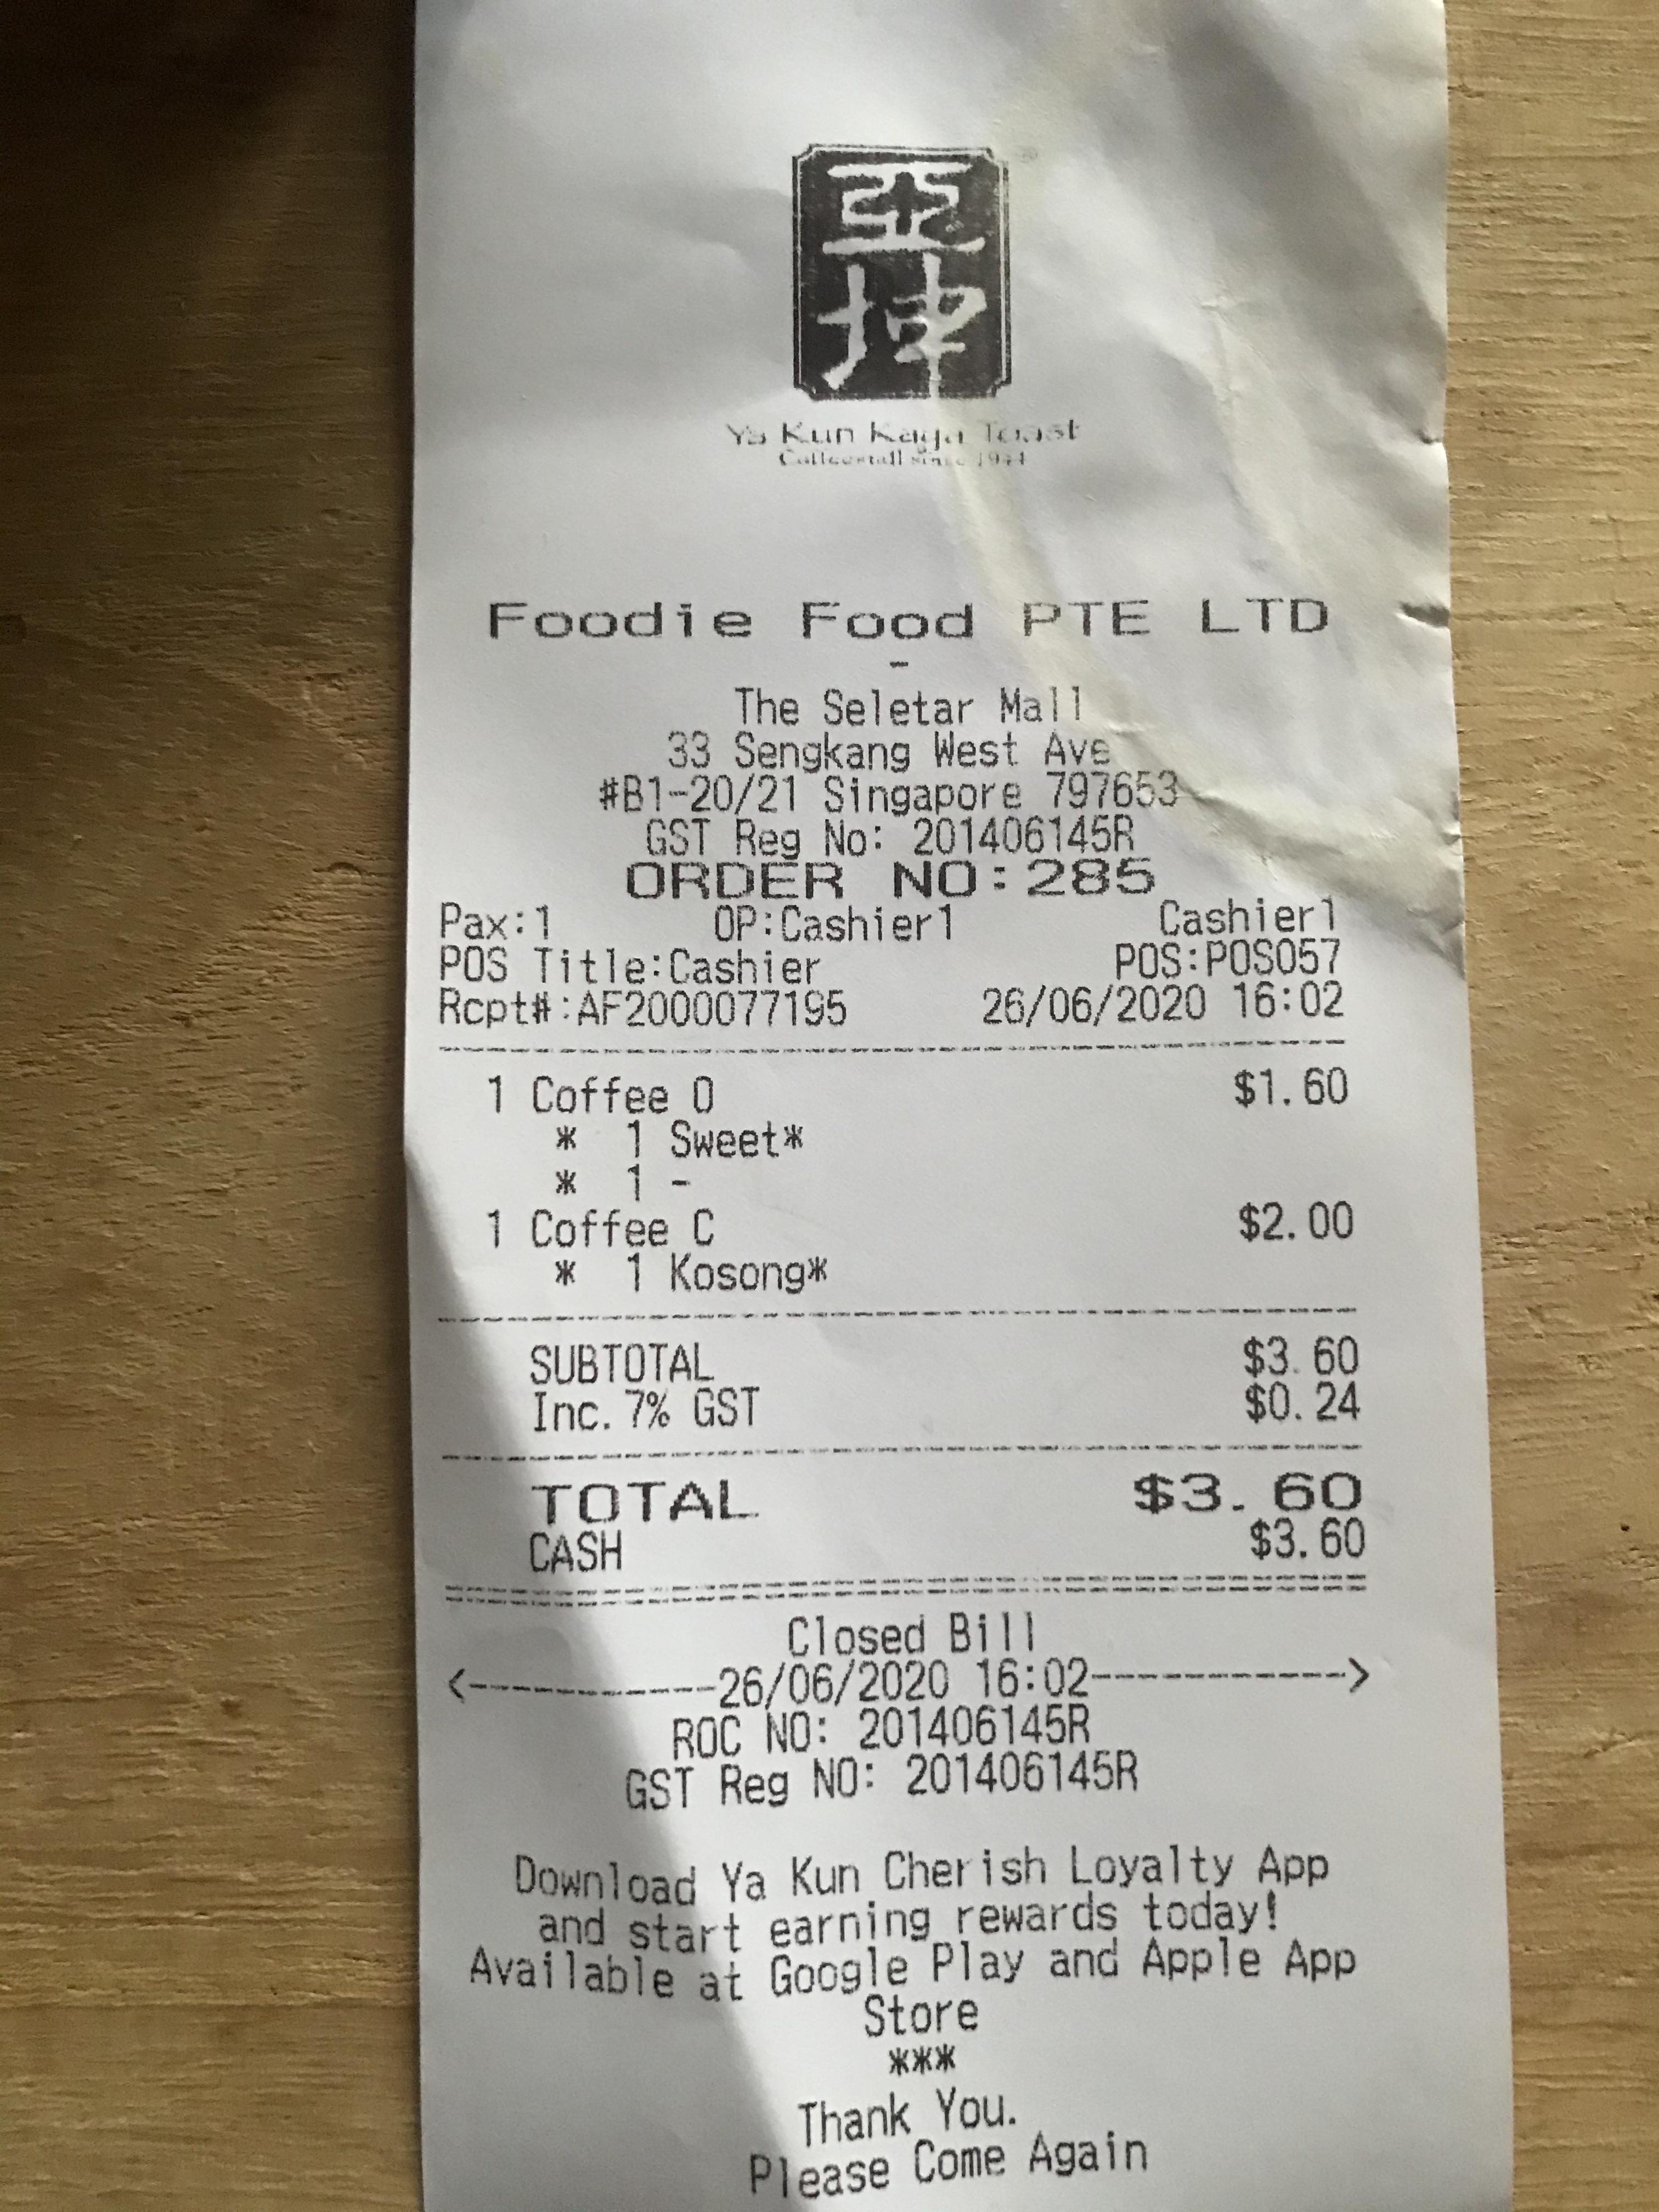 亞
坤
Ya Kun Kaya Toast
Coffeestall since 1944
Foodie Food PTE LTD
-
The Seletar Mall
33 Sengkang West Ave
#B1-20/21 Singapore 797653
GST Reg No: 201406145R
ORDER NO:285
Pax:1 OP:Cashier1 Cashier1
POS Title:Cashier POS:POS057
Rcpt#:AF2000077195 26/06/2020 16:02
1 Coffee O $1.60
* 1 Sweet*
* 1 -
1 Coffee C $2.00
* 1 Kosong*
SUBTOTAL $3.60
Inc.7% GST $0.24
TOTAL $3.60
CASH $3.60
Closed Bill
<-----------26/06/2020 16:02----------->
ROC NO: 201406145R
GST Reg NO: 201406145R
Download Ya Kun Cherish Loyalty App
and start earning rewards today!
Available at Google Play and Apple App
Store
***
Thank You.
Please Come Again